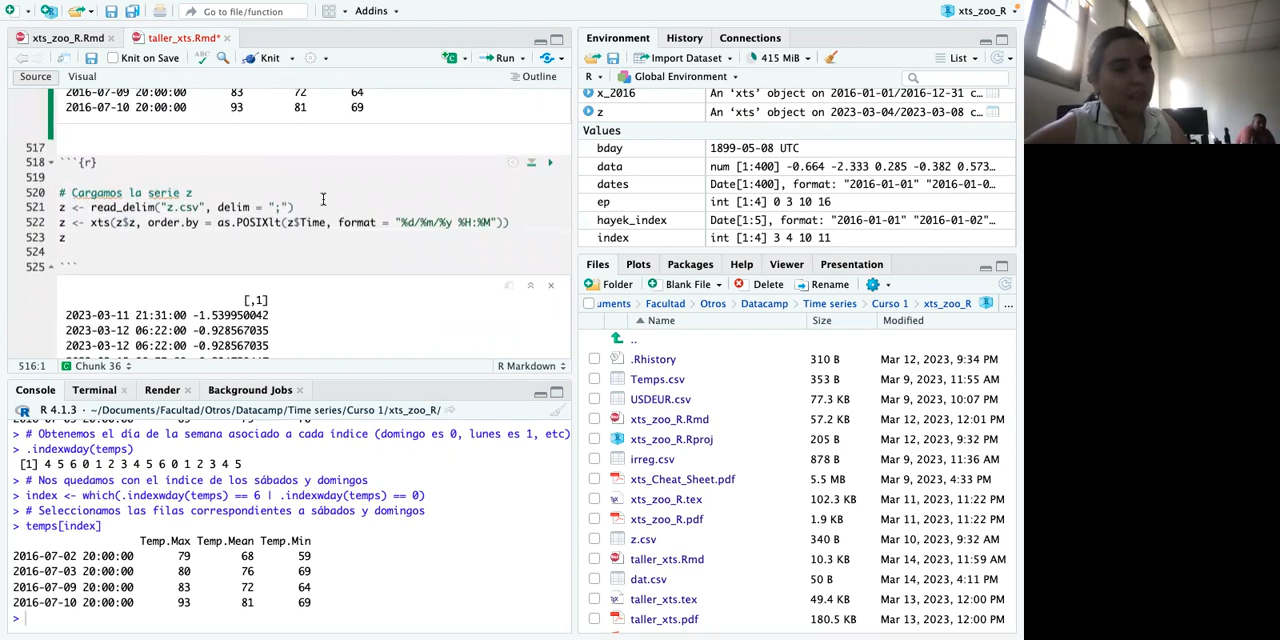 Go to file/function
Addins
xts_zoo_R
xts_zoo_R.Rmd
taller_xts.Rmd*
Knit on Save
ABC
Knit
Run
Source
Visual
Outline
2016-07-09 20:00:00 83 72 64
2016-07-10 20:00:00 93 81 69
517
518 ```{r}
519
520 # Cargamos la serie z
521 z <- read_delim("z.csv", delim = ";")
522 z <- xts(z$z, order.by = as.POSIXlt(z$Time, format = "%d/%m/%y %H:%M"))
523 z
524
525 ```
[,1]
2023-03-11 21:31:00 -1.539950042
2023-03-12 06:22:00 -0.928567035
2023-03-12 06:22:00 -0.928567035
516:1
Chunk 36
R Markdown
Console
Terminal
Render
Background Jobs
R 4.1.3 · ~/Documents/Facultad/Otros/Datacamp/Time series/Curso 1/xts_zoo_R/
> # Obtenemos el día de la semana asociado a cada índice (domingo es 0, lunes es 1, etc)
> .indexwday(temps)
[1] 4 5 6 0 1 2 3 4 5 6 0 1 2 3 4 5
> # Nos quedamos con el índice de los sábados y domingos
> index <- which(.indexwday(temps) == 6 | .indexwday(temps) == 0)
> # Seleccionamos las filas correspondientes a sábados y domingos
> temps[index]
Temp.Max Temp.Mean Temp.Min
2016-07-02 20:00:00 79 68 59
2016-07-03 20:00:00 80 76 69
2016-07-09 20:00:00 83 72 64
2016-07-10 20:00:00 93 81 69
>
Environment
History
Connections
Import Dataset
415 MiB
List
R
Global Environment
x_2016 An ‘xts’ object on 2016-01-01/2016-12-31 c…
z An ‘xts’ object on 2023-03-04/2023-03-08 c…
Values
bday 1899-05-08 UTC
data num [1:400] -0.664 -2.333 0.285 -0.382 0.573…
dates Date[1:400], format: "2016-01-01" "2016-01-0…
ep int [1:4] 0 3 10 16
hayek_index Date[1:5], format: "2016-01-01" "2016-01-02"…
index int [1:4] 3 4 10 11
Files
Plots
Packages
Help
Viewer
Presentation
Folder
Blank File
Delete
Rename
uments
Facultad
Otros
Datacamp
Time series
Curso 1
xts_zoo_R
...
Name Size Modified
..
.Rhistory 310 B Mar 12, 2023, 9:34 PM
Temps.csv 353 B Mar 9, 2023, 11:55 AM
USDEUR.csv 77.3 KB Mar 9, 2023, 10:07 PM
xts_zoo_R.Rmd 57.2 KB Mar 12, 2023, 12:01 PM
xts_zoo_R.Rproj 205 B Mar 12, 2023, 9:32 PM
irreg.csv 878 B Mar 9, 2023, 11:36 AM
xts_Cheat_Sheet.pdf 5.5 MB Mar 9, 2023, 4:33 PM
xts_zoo_R.tex 102.3 KB Mar 11, 2023, 11:22 PM
xts_zoo_R.pdf 1.9 KB Mar 11, 2023, 11:22 PM
z.csv 340 B Mar 10, 2023, 9:32 AM
taller_xts.Rmd 10.3 KB Mar 14, 2023, 11:59 AM
dat.csv 50 B Mar 14, 2023, 4:11 PM
taller_xts.tex 49.4 KB Mar 13, 2023, 12:00 PM
taller_xts.pdf 180.5 KB Mar 13, 2023, 12:00 PM